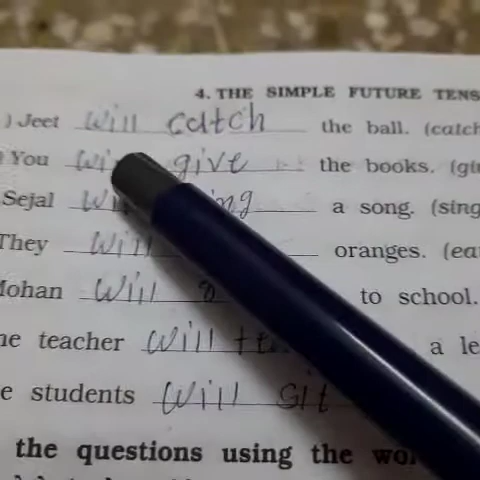 4. THE SIMPLE FUTURE TENS
) Jeet will catch the ball. (catch
You give the books. (gi
Sejal a song. (sing
They will oranges. (ea
Mohan will to school.
he teacher will a le
e students will sit
the questions using the wo